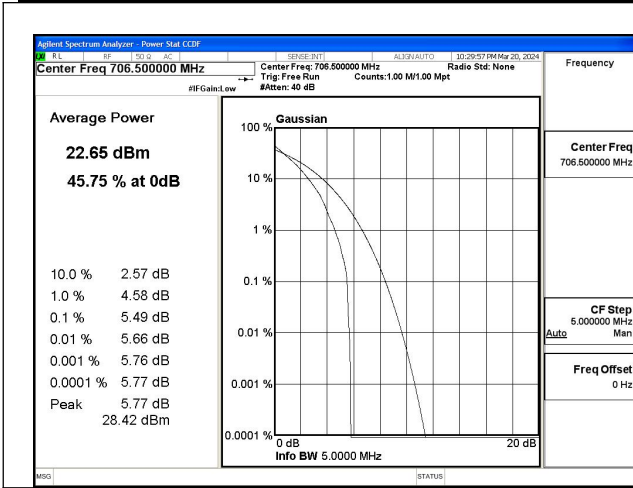 Agilent Spectrum Analyzer - Power Stat CCDF
RL RF 50 Ω AC SENSE:INT ALIGN AUTO 10:29:57 PM Mar 20, 2024
Center Freq 706.500000 MHz
Center Freq: 706.500000 MHz Radio Std: None
Trig: Free Run Counts:1.00 M/1.00 Mpt
#IFGain:Low #Atten: 40 dB
Frequency
Average Power
22.65 dBm
45.75 % at 0dB
10.0 % 2.57 dB
1.0 % 4.58 dB
0.1 % 5.49 dB
0.01 % 5.66 dB
0.001 % 5.76 dB
0.0001 % 5.77 dB
Peak 5.77 dB
28.42 dBm
Gaussian
100 %
10 %
1 %
0.1 %
0.01 %
0.001 %
0.0001 %
0 dB 20 dB
Info BW 5.0000 MHz
Center Freq
706.500000 MHz
CF Step
5.000000 MHz
Auto Man
Freq Offset
0 Hz
MSG STATUS